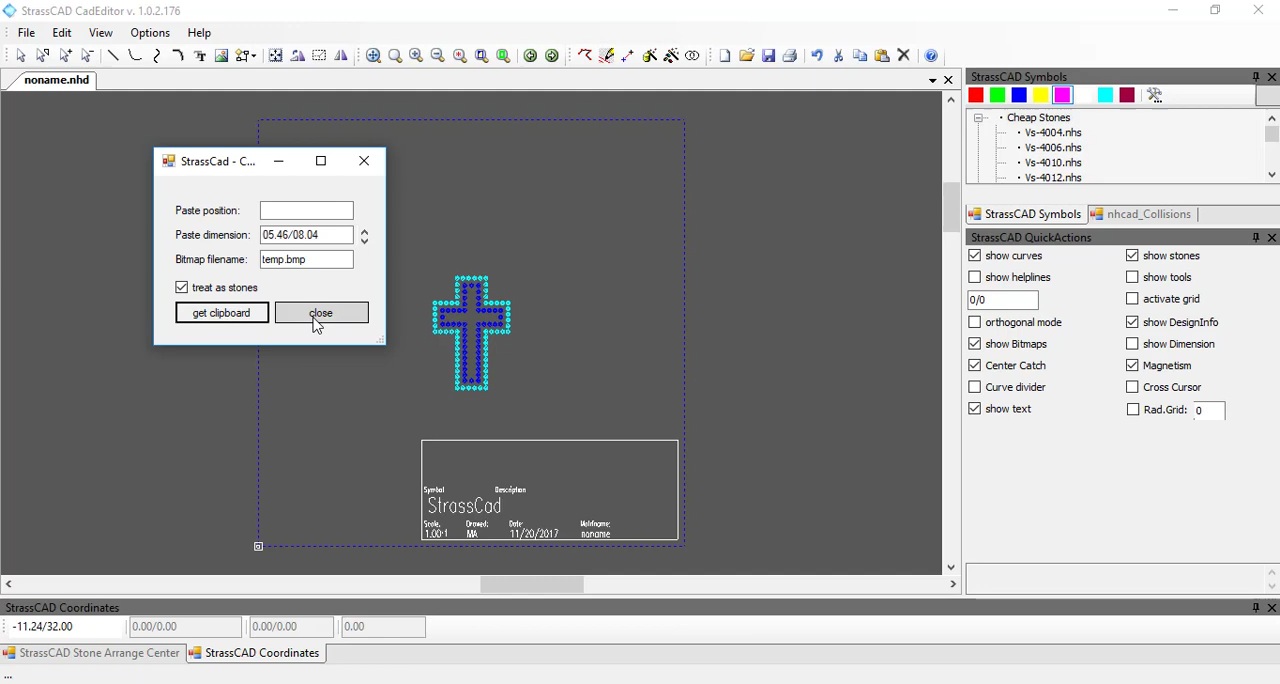 StrassCAD CadEditor v. 1.0.2.176
File Edit View Options Help
noname.nhd
StrassCad - C...
Paste position:
Paste dimension: 05.46/08.04
Bitmap filename: temp.bmp
treat as stones
get clipboard close
Symbol Description
StrassCad
Scale: Drawed: Date:
1.00:1 MA 11/20/2017 noname
StrassCAD Symbols
Cheap Stones
Vs-4004.nhs
Vs-4006.nhs
Vs-4010.nhs
Vs-4012.nhs
StrassCAD Symbols nhcad_Collisions
StrassCAD QuickActions
show curves show stones
show helplines show tools
0/0 activate grid
orthogonal mode show DesignInfo
show Bitmaps show Dimension
Center Catch Magnetism
Curve divider Cross Cursor
show text Rad.Grid: 0
StrassCAD Coordinates
-11.24/32.00 0.00/0.00 0.00/0.00 0.00
StrassCAD Stone Arrange Center StrassCAD Coordinates
...